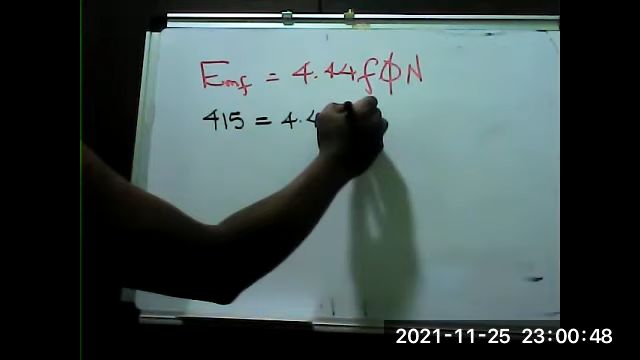 Emf = 4.44fΦN
415 = 4.4
2021-11-25 23:00:48